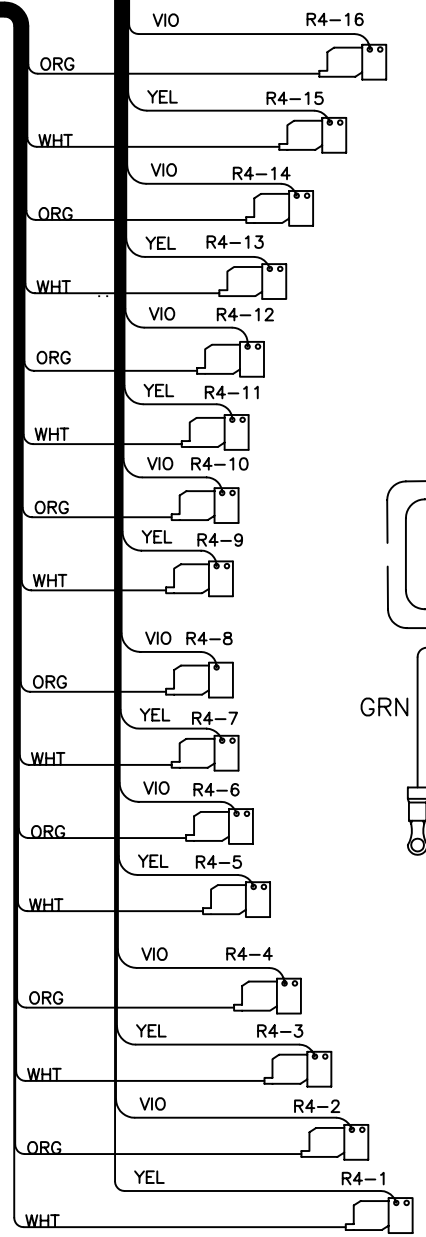 VIO R4-16
ORG
YEL R4-15
WHT
VIO R4-14
ORG
YEL R4-13
WHT
VIO R4-12
ORG
YEL R4-11
WHT
VIO R4-10
ORG
YEL R4-9
WHT
VIO R4-8
ORG
GRN
YEL R4-7
WHT
VIO R4-6
ORG
YEL R4-5
WHT
VIO R4-4
ORG
YEL R4-3
WHT
VIO R4-2
ORG
YEL R4-1
WHT